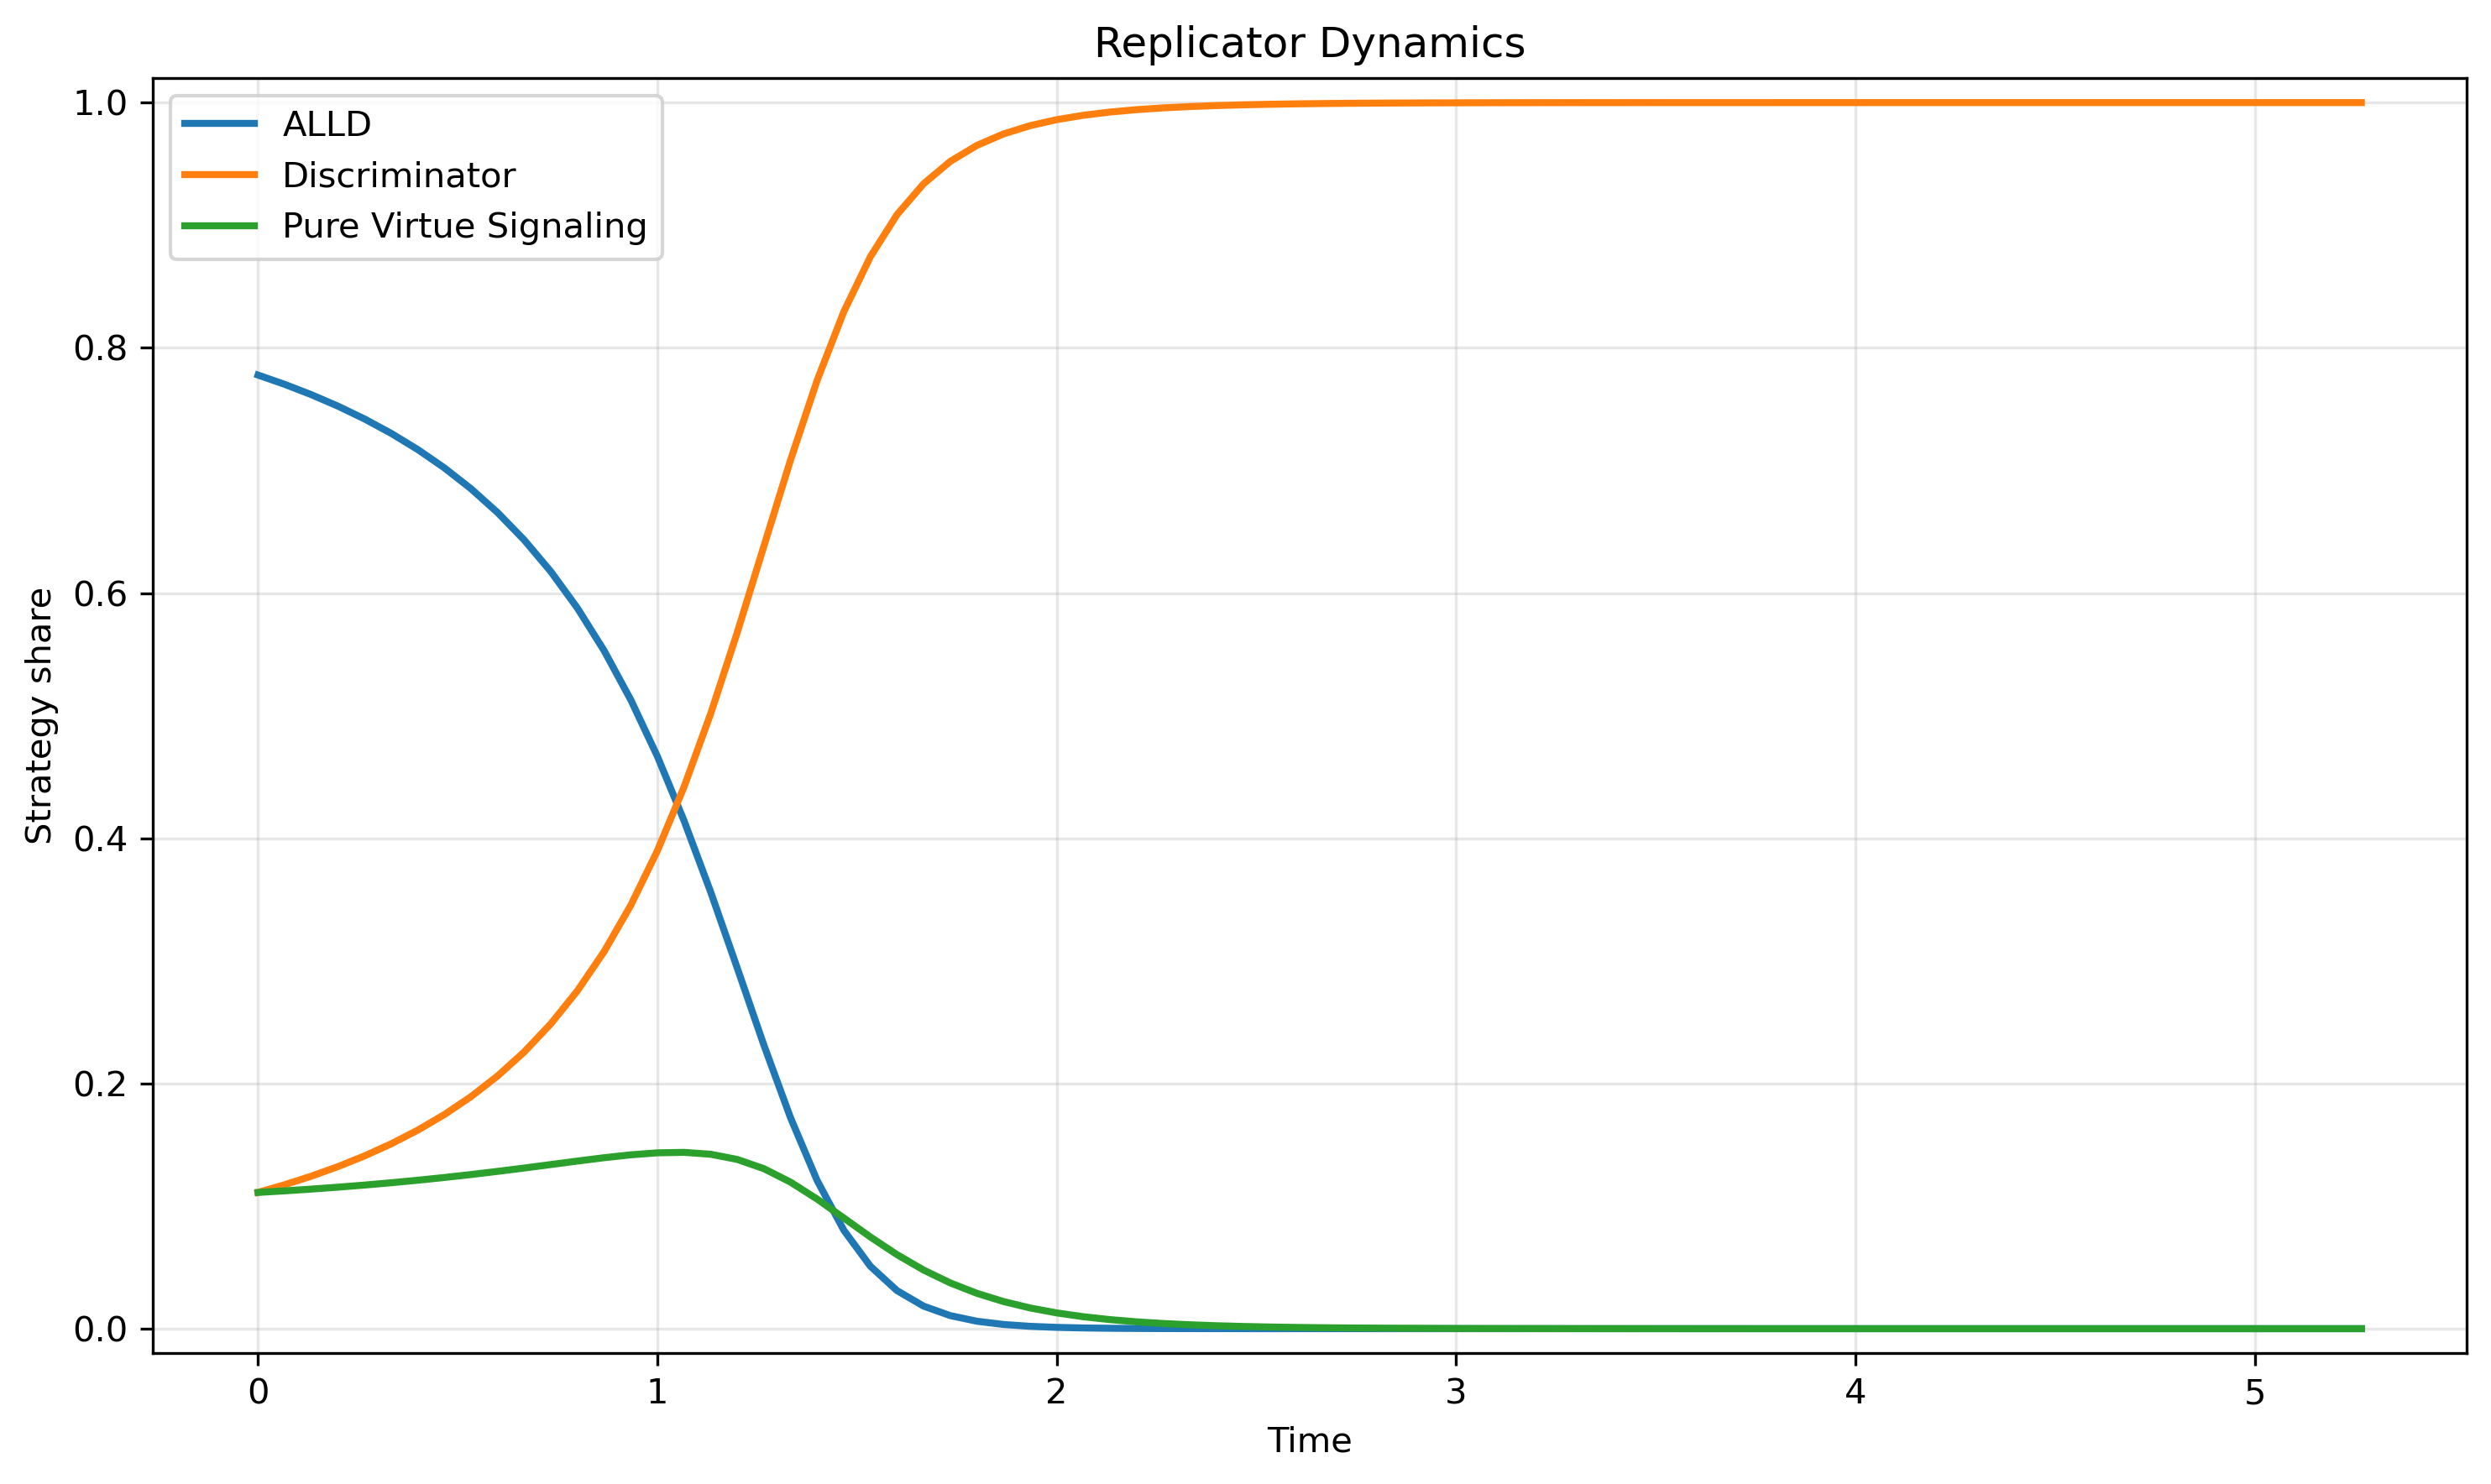 Replicator Dynamics
ALLD
Discriminator
Pure Virtue Signaling
Strategy share
1.0
0.8
0.6
0.4
0.2
0.0
0 1 2 3 4 5
Time